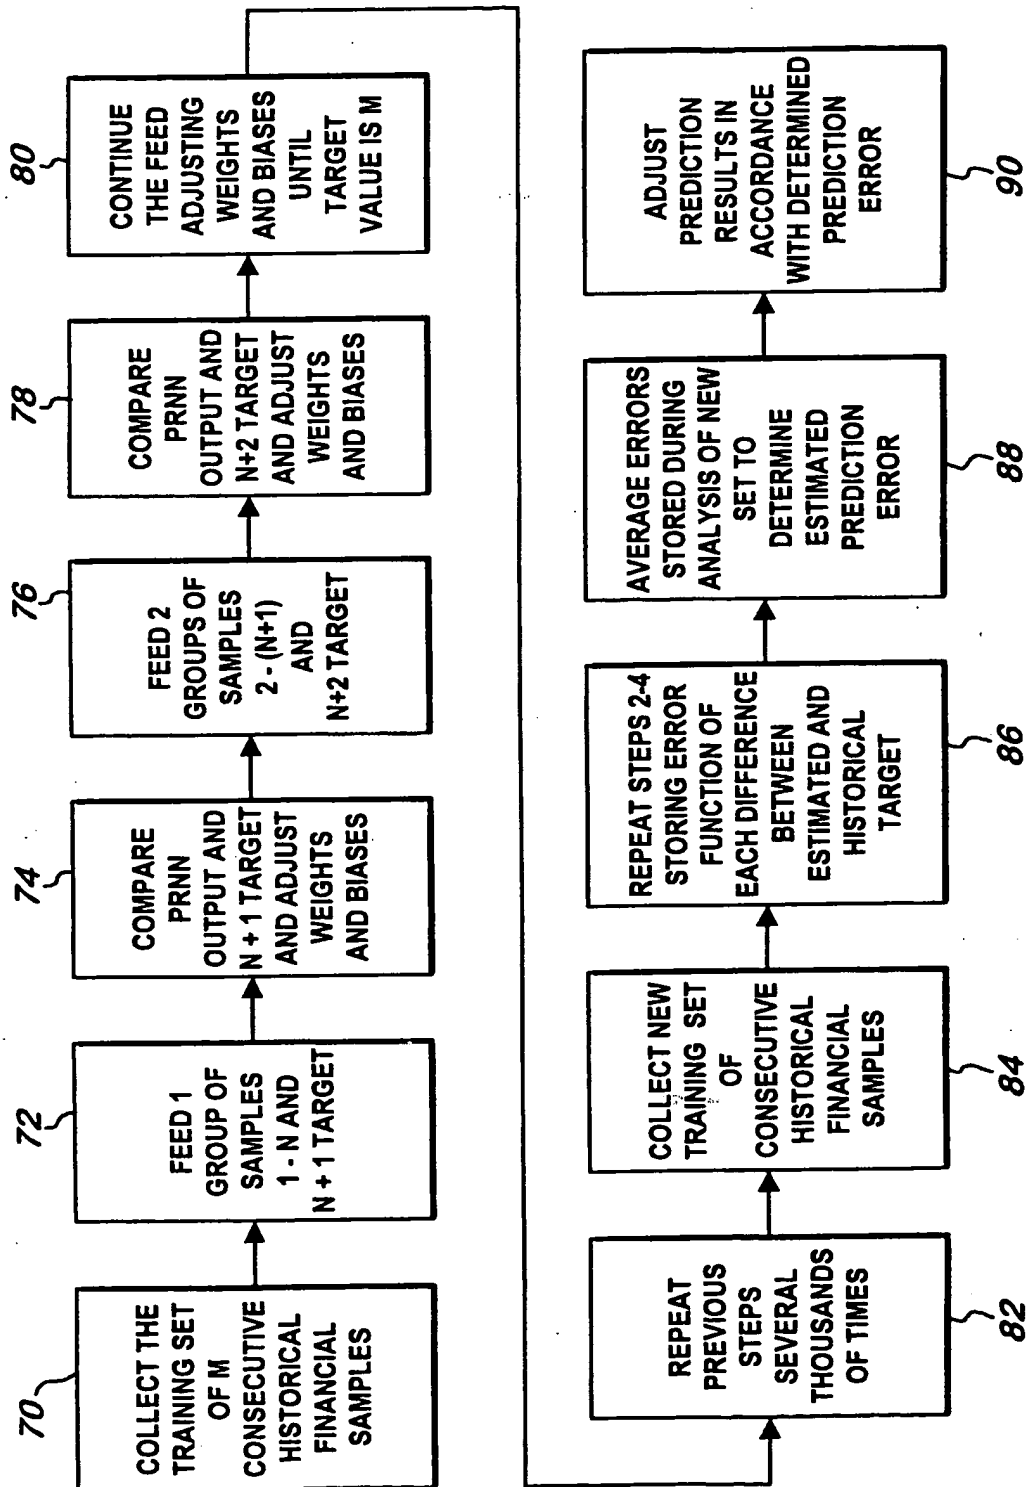 70
COLLECT THE
TRAINING SET
OF M
CONSECUTIVE
HISTORICAL
FINANCIAL
SAMPLES
72
FEED 1
GROUP OF
SAMPLES
1 - N AND
N + 1 TARGET
74
COMPARE
PRNN
OUTPUT AND
N + 1 TARGET
AND ADJUST
WEIGHTS
AND BIASES
76
FEED 2
GROUPS OF
SAMPLES
2 - (N+1)
AND
N+2 TARGET
78
COMPARE
PRNN
OUTPUT AND
N+2 TARGET
AND ADJUST
WEIGHTS
AND BIASES
80
CONTINUE
THE FEED
ADJUSTING
WEIGHTS
AND BIASES
UNTIL
TARGET
VALUE IS M
REPEAT
PREVIOUS
STEPS
SEVERAL
THOUSANDS
OF TIMES
82
COLLECT NEW
TRAINING SET
OF
CONSECUTIVE
HISTORICAL
FINANCIAL
SAMPLES
84
REPEAT STEPS 2-4
STORING ERROR
FUNCTION OF
EACH DIFFERENCE
BETWEEN
ESTIMATED AND
HISTORICAL
TARGET
86
AVERAGE ERRORS
STORED DURING
ANALYSIS OF NEW
SET TO
DETERMINE
ESTIMATED
PREDICTION
ERROR
88
ADJUST
PREDICTION
RESULTS IN
ACCORDANCE
WITH DETERMINED
PREDICTION
ERROR
90